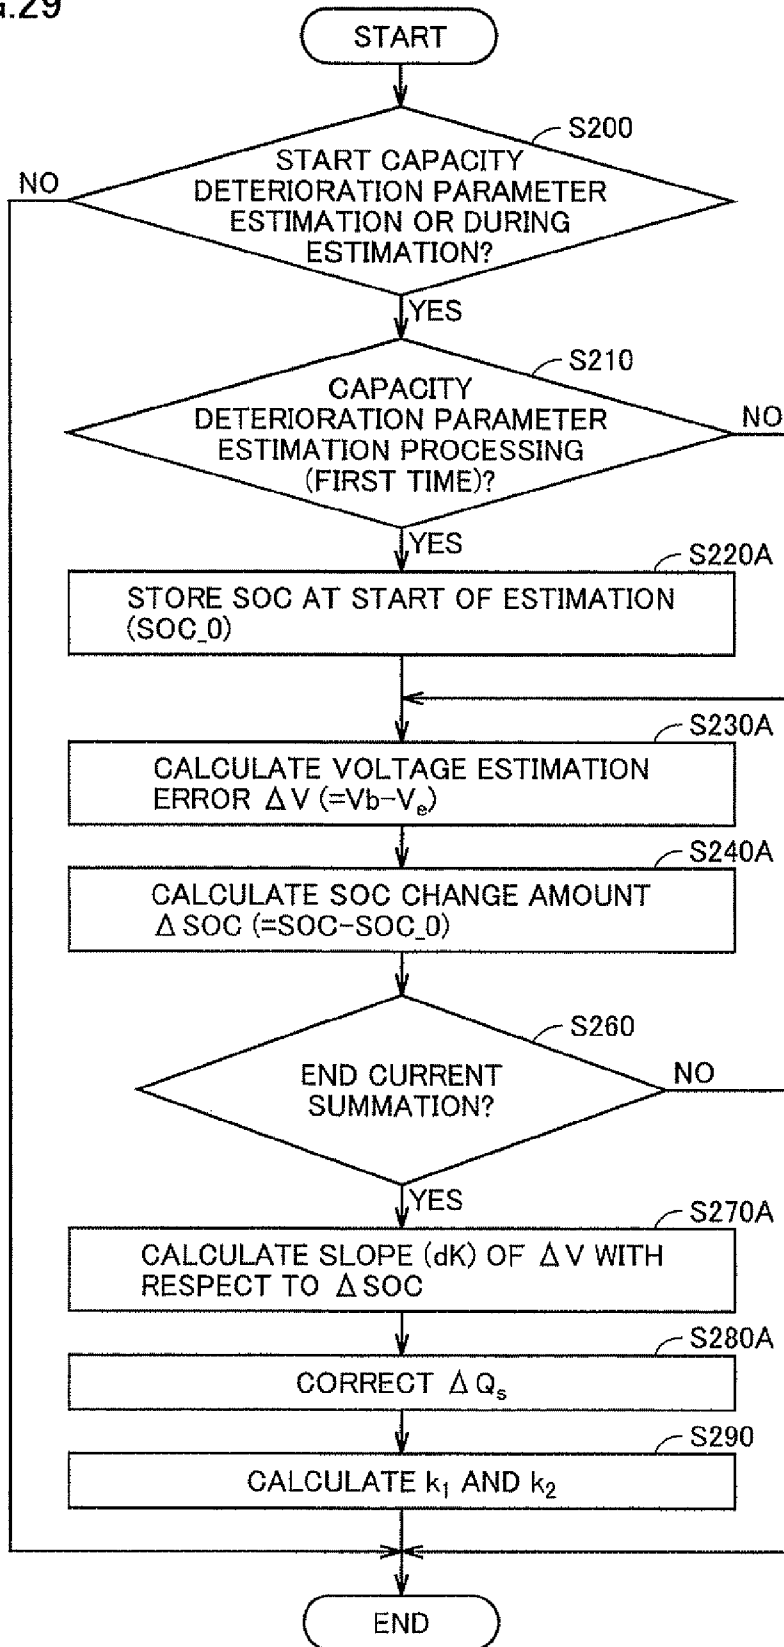 G.29
START
S200
NO
START CAPACITY
DETERIORATION PARAMETER
ESTIMATION OR DURING
ESTIMATION?
YES
S210
CAPACITY
DETERIORATION PARAMETER
ESTIMATION PROCESSING
(FIRST TIME)?
NO
YES
S220A
STORE SOC AT START OF ESTIMATION
(SOC_0)
S230A
CALCULATE VOLTAGE ESTIMATION
ERROR ΔV (=Vb-Vₑ)
S240A
CALCULATE SOC CHANGE AMOUNT
ΔSOC (=SOC-SOC_0)
S260
END CURRENT
SUMMATION?
NO
YES
S270A
CALCULATE SLOPE (dK) OF ΔV WITH
RESPECT TO ΔSOC
S280A
CORRECT ΔQₛ
S290
CALCULATE k₁ AND k₂
END